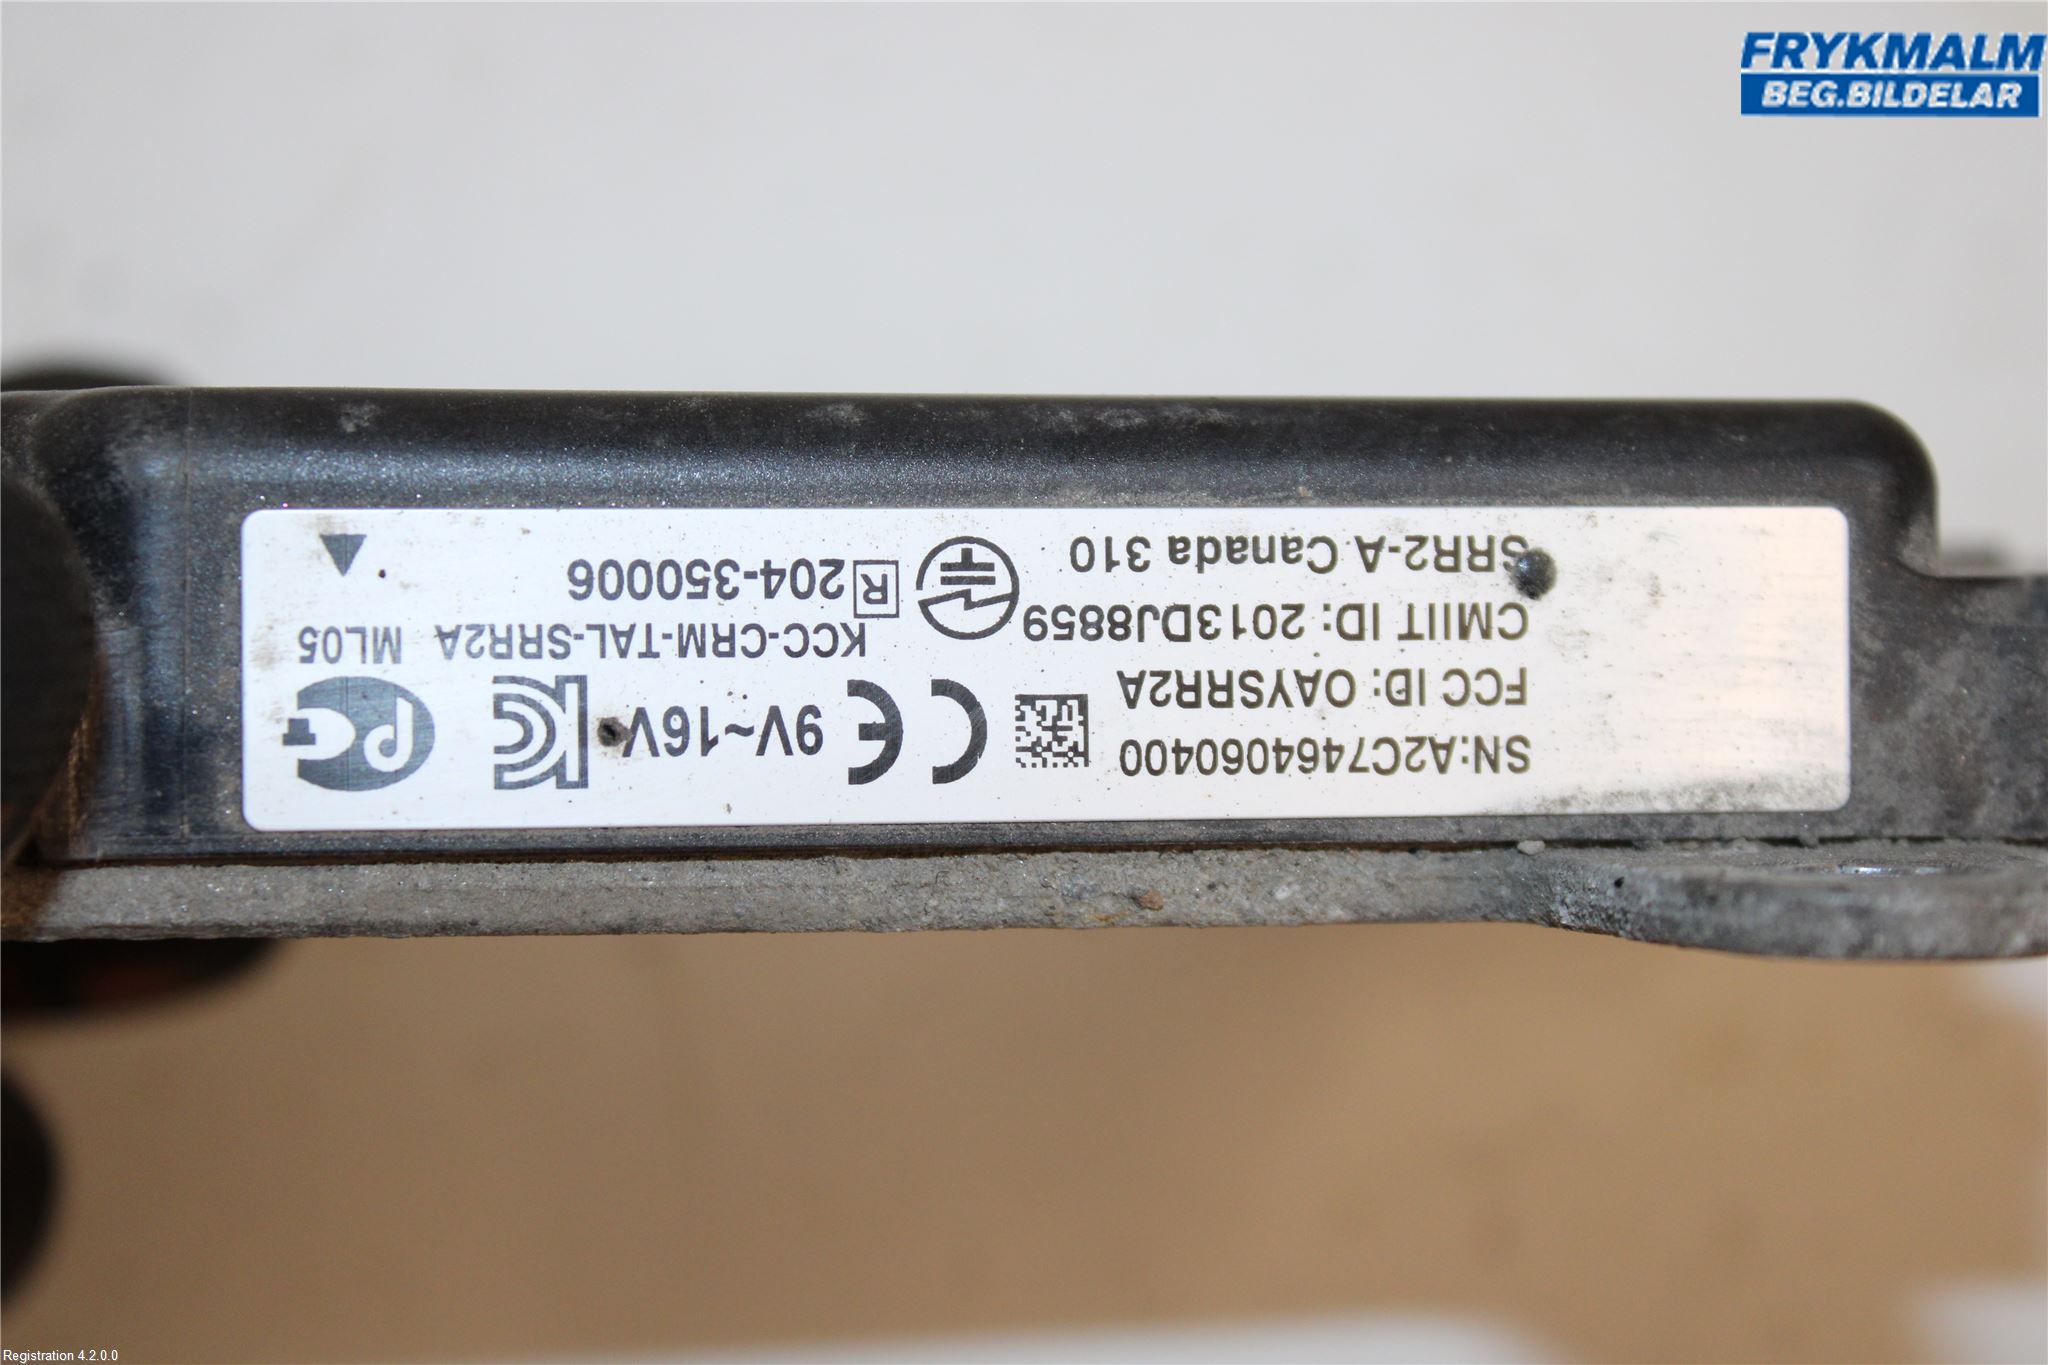 FRYKMALM
BEG.BILDELAR
SN:A2C7464060400
FCC ID: OAYSRR2A
CMIIT ID: 2013DJ8859
SRR2-A Canada 310
CE 9V~16V
KCC-CRM-TAL-SRR2A ML05
R 204-350006
Registration 4.2.0.0